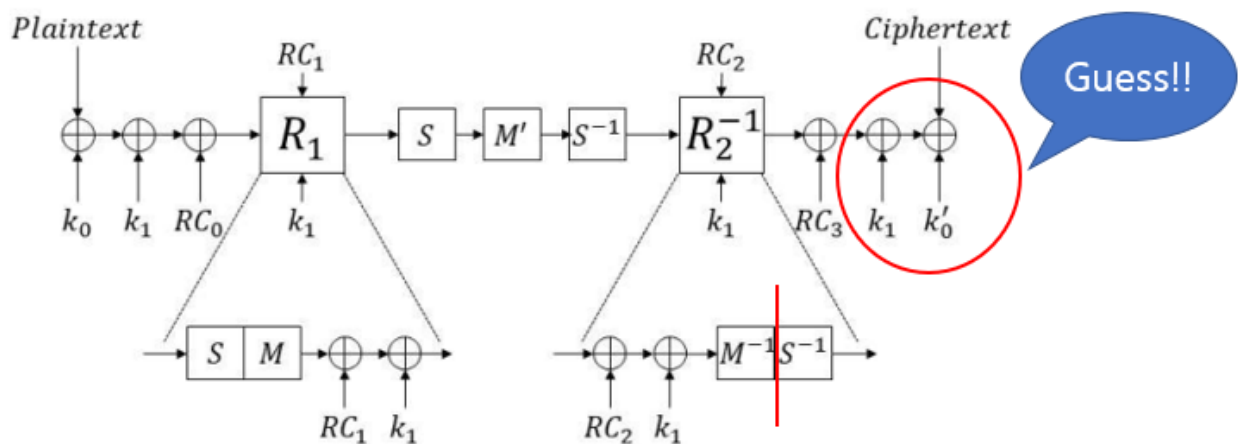 Plaintext
Ciphertext
Guess!!
RC₁
RC₂
R₁
S
M′
S⁻¹
R₂⁻¹
k₀
k₁
RC₀
k₁
k₁
RC₃
k₁
k₀′
S
M
M⁻¹
S⁻¹
RC₁
k₁
RC₂
k₁